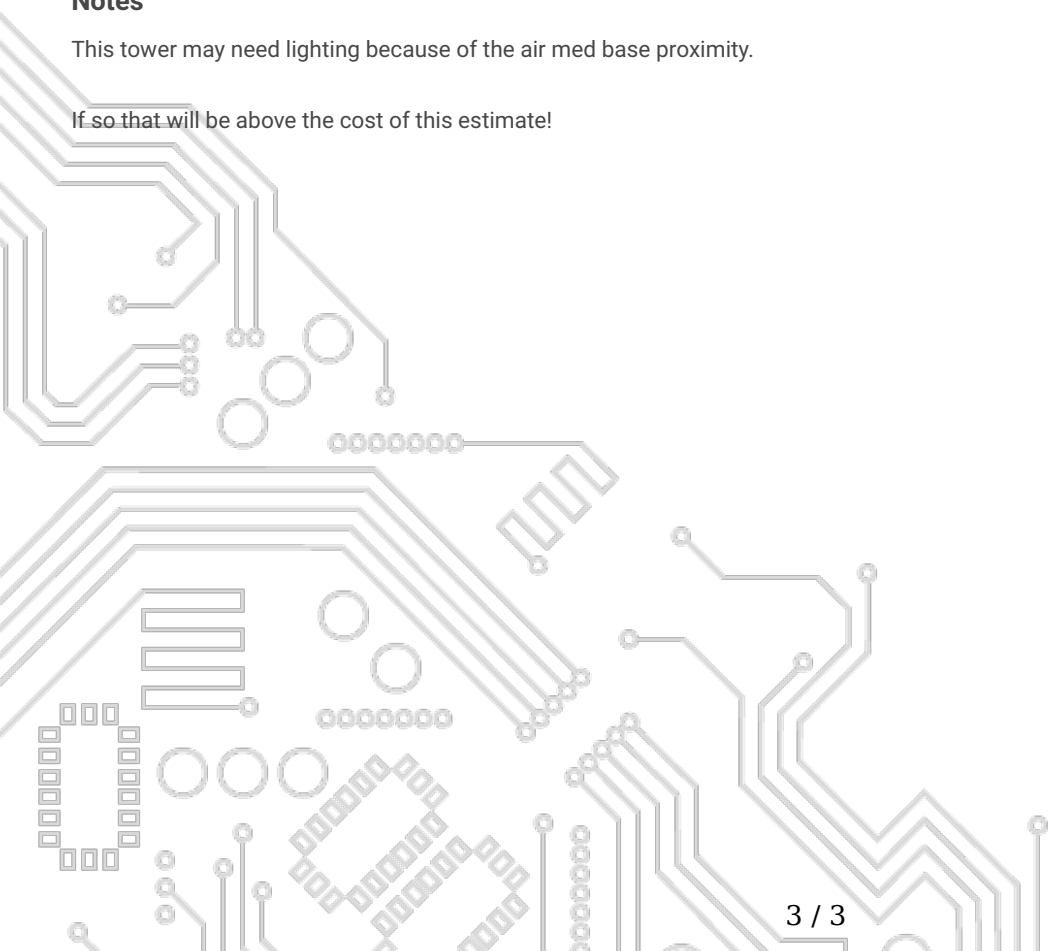 Notes
This tower may need lighting because of the air med base proximity.
If so that will be above the cost of this estimate!
3 / 3